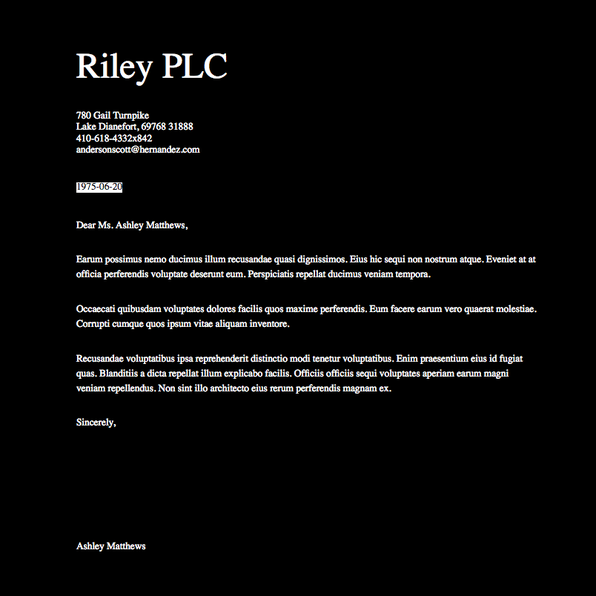 Riley PLC
780 Gail Turnpike
Lake Dianefort, 69768 31888
410-618-4332x842
andersonscott@hernandez.com
1975-06-20
Dear Ms. Ashley Matthews,
Earum possimus nemo ducimus illum recusandae quasi dignissimos. Eius hic sequi non nostrum atque. Eveniet at at
officia perferendis voluptate deserunt eum. Perspiciatis repellat ducimus veniam tempora.
Occaecati quibusdam voluptates dolores facilis quos maxime perferendis. Eum facere earum vero quaerat molestiae.
Corrupti cumque quos ipsum vitae aliquam inventore.
Recusandae voluptatibus ipsa reprehenderit distinctio modi tenetur voluptatibus. Enim praesentium eius id fugiat
quas. Blanditiis a dicta repellat illum explicabo facilis. Officiis officiis sequi voluptates aperiam earum magni
veniam repellendus. Non sint illo architecto eius rerum perferendis magnam ex.
Sincerely,
Ashley Matthews